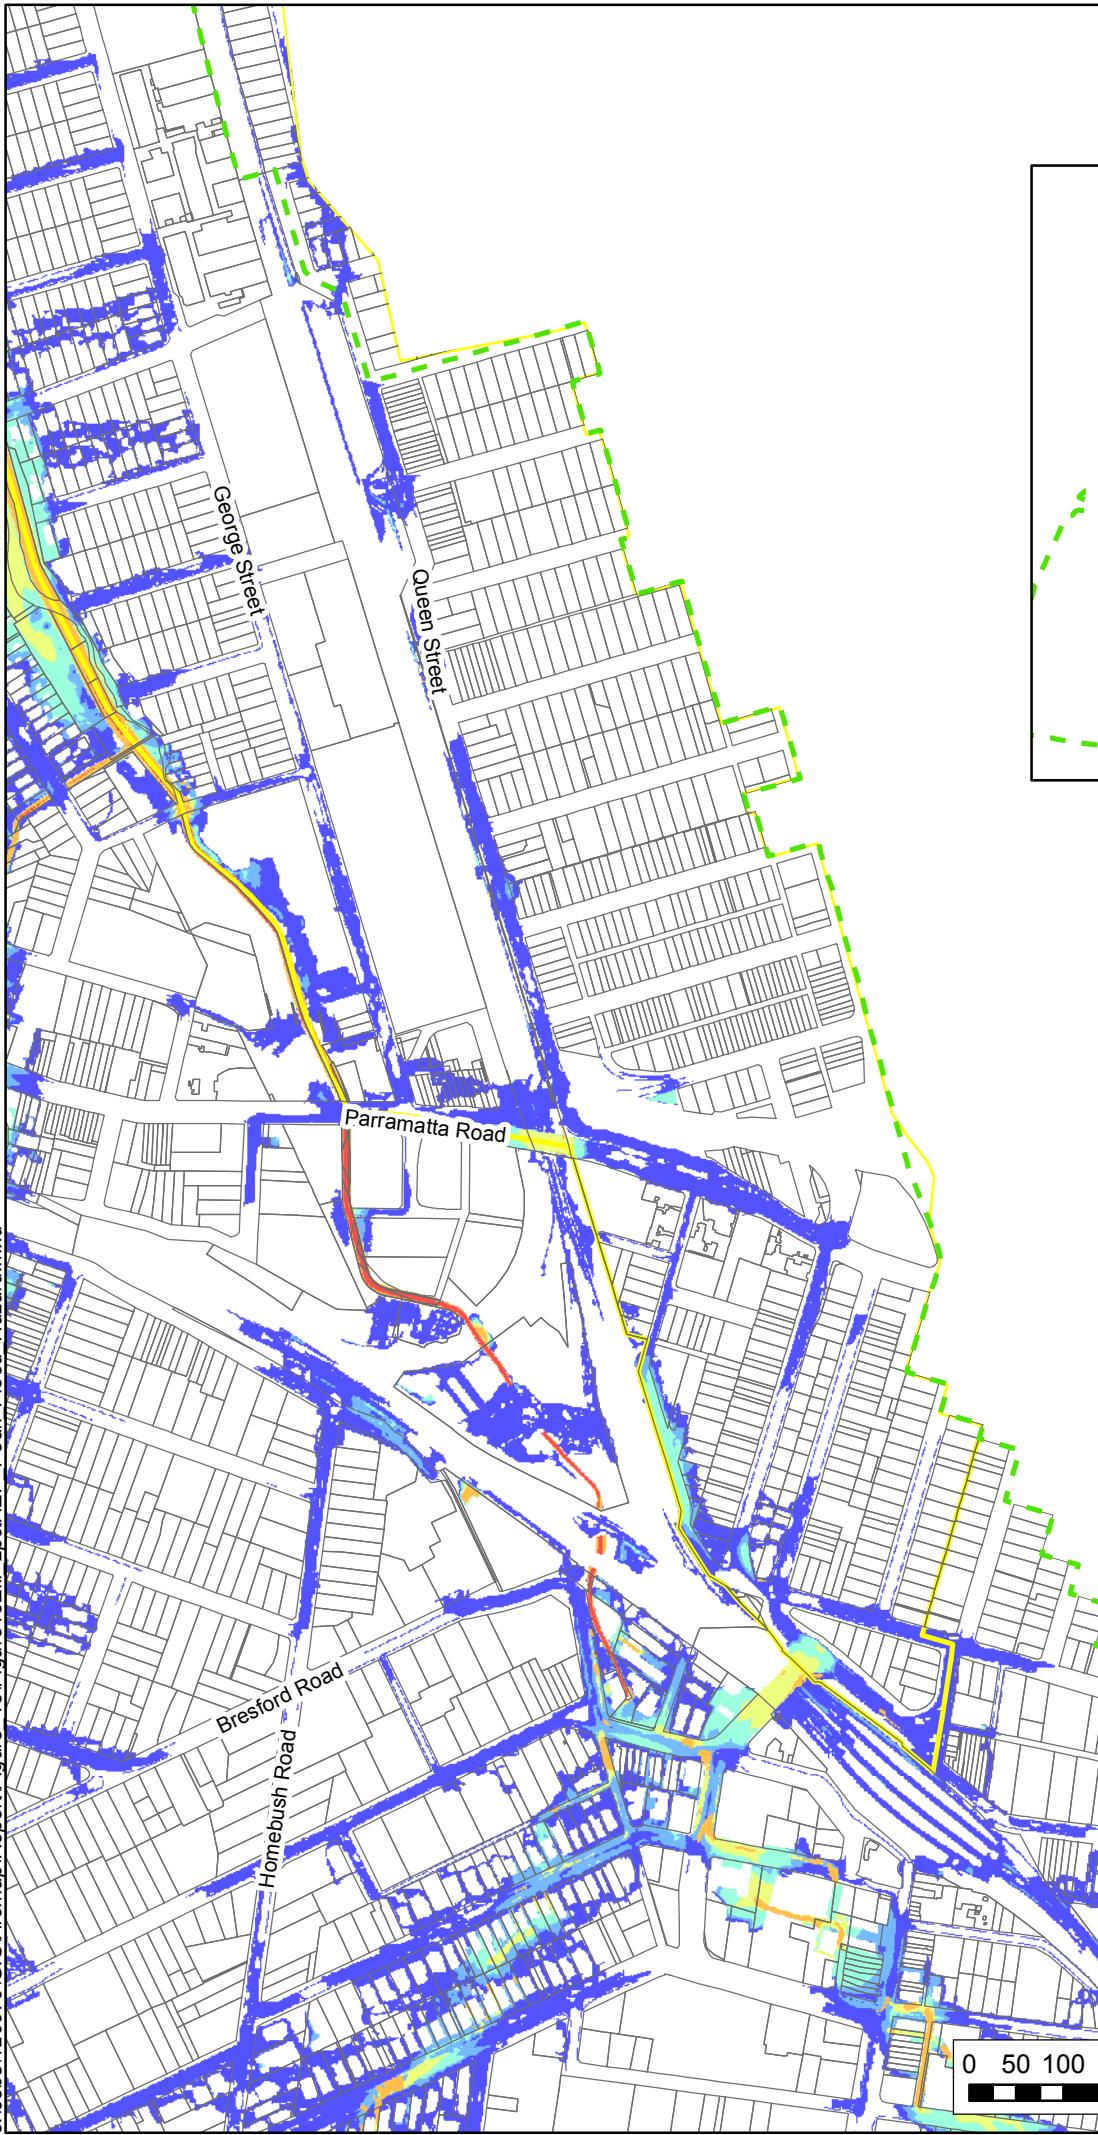 George Street
Queen Street
Parramatta Road
Bresford Road
Homebush Road
0 50 100